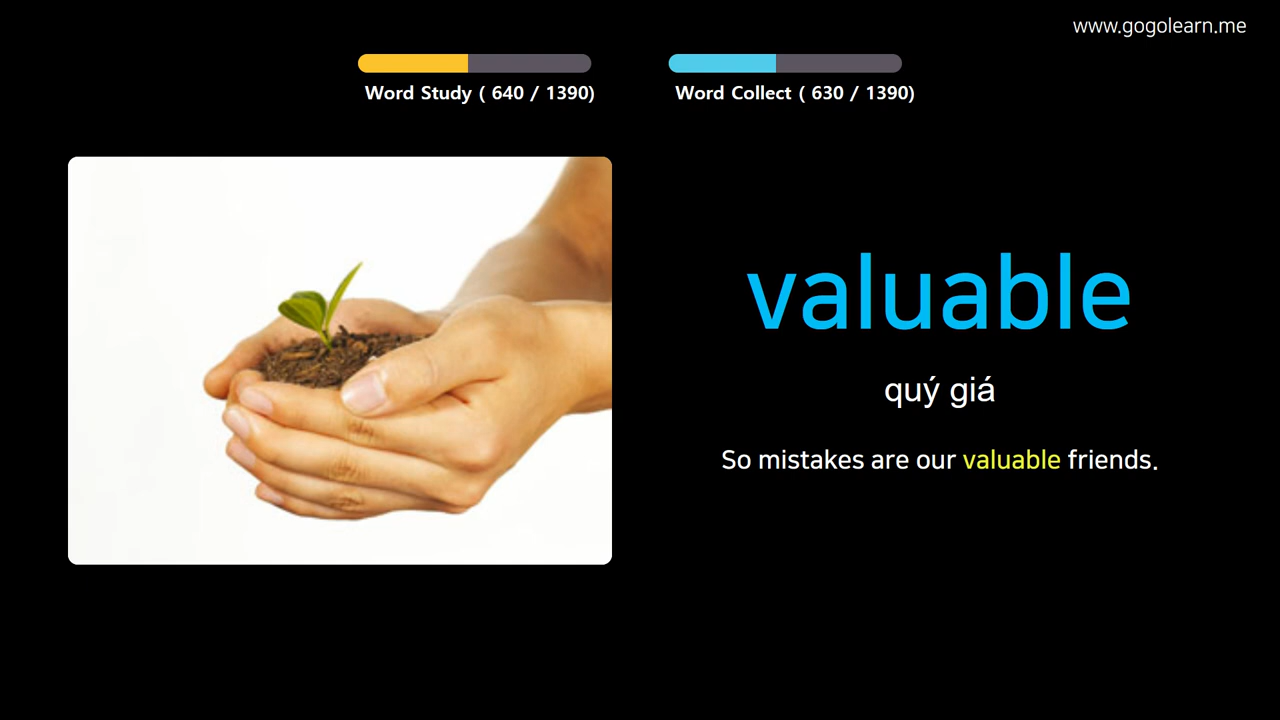 www.gogolearn.me
Word Study ( 640 / 1390)
Word Collect ( 630 / 1390)
valuable
quý giá
So mistakes are our valuable friends.